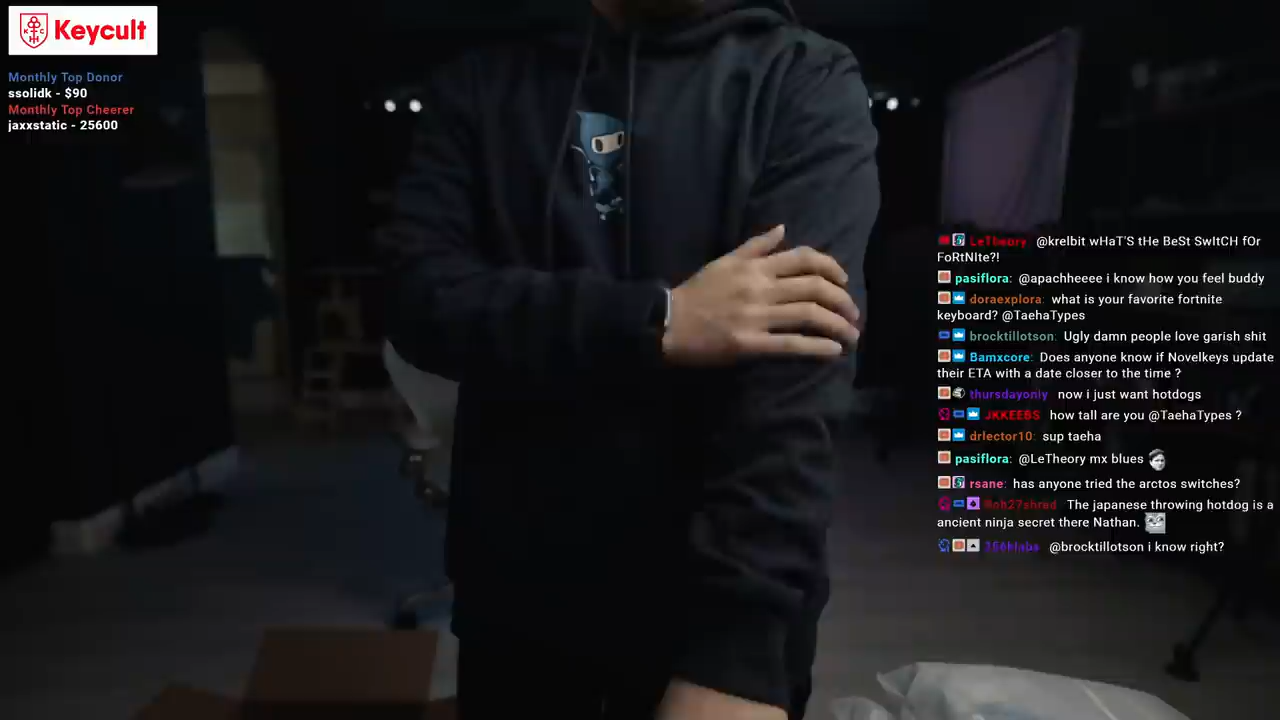 Keycult
Monthly Top Donor
ssolidk - $90
Monthly Top Cheerer
jaxxstatic - 25600
LeTheory @krelbit wHaT'S tHe BeSt SwItCH fOr
FoRtNIte?!
pasiflora: @apachheeee i know how you feel buddy
doraexplora: what is your favorite fortnite
keyboard? @TaehaTypes
brocktillotson: Ugly damn people love garish shit
Bamxcore: Does anyone know if Novelkeys update
their ETA with a date closer to the time ?
thursdayonly now i just want hotdogs
JKKEEBS how tall are you @TaehaTypes ?
drlector10: sup taeha
pasiflora: @LeTheory mx blues
rsane: has anyone tried the arctos switches?
The japanese throwing hotdog is a
ancient ninja secret there Nathan.
@brocktillotson i know right?